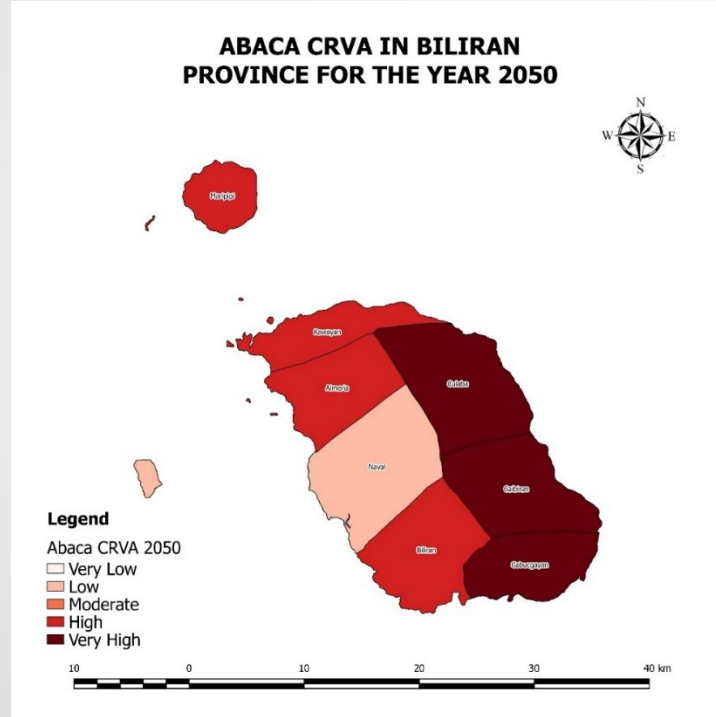 ABACA CRVA IN BILIRAN
PROVINCE FOR THE YEAR 2050
N
W E
S
Maripipi
Kawayan
Culaba
Almeria
Naval
Caibiran
Biliran
Cabucgayan
Legend
Abaca CRVA 2050
Very Low
Low
Moderate
High
Very High
10 0 10 20 30 40 km